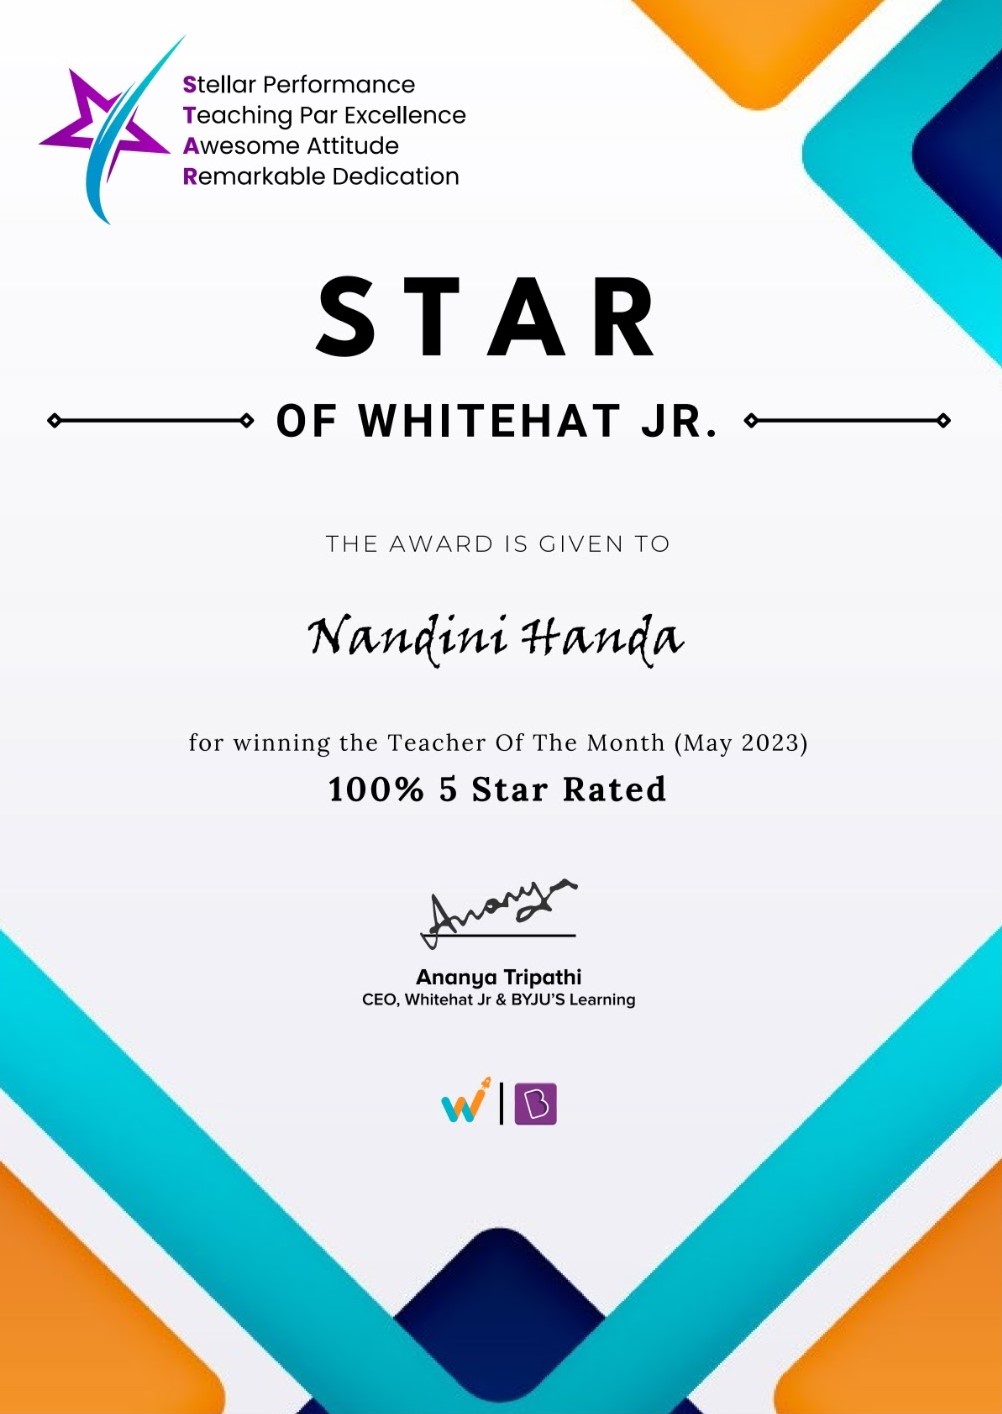 Stellar Performance
Teaching Par Excellence
Awesome Attitude
Remarkable Dedication
STAR
OF WHITEHAT JR.
THE AWARD IS GIVEN TO
Nandini Handa
for winning the Teacher Of The Month (May 2023)
100% 5 Star Rated
Ananya
Ananya Tripathi
CEO, Whitehat Jr & BYJU'S Learning
W | B